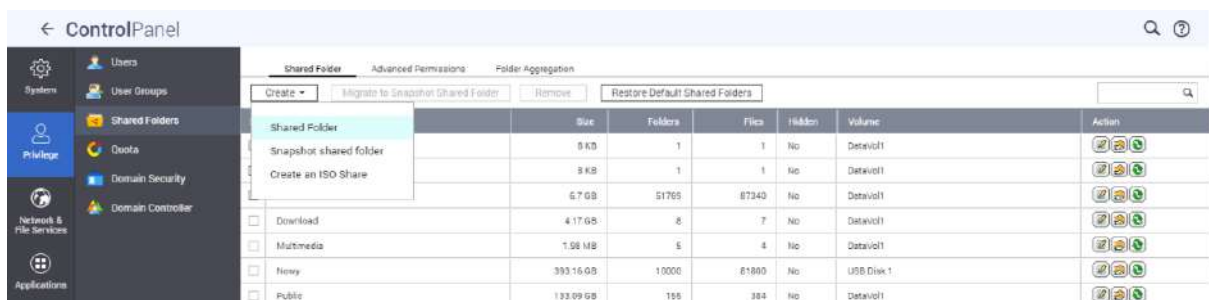 ← ControlPanel
System
Privilege
Network & File Services
Applications
Users
User Groups
Shared Folders
Quota
Domain Security
Domain Controller
Shared Folder Advanced Permissions Folder Aggregation
Create Migrate to Snapshot Shared Folder Remove Restore Default Shared Folders
Shared Folder
Snapshot shared folder
Create an ISO Share
Size Folders Files Hidden Volume Action
8 KB 1 1 No DataVol1
8 KB 1 1 No DataVol1
6.7 GB 51765 87340 No DataVol1
Download 4.17 GB 8 7 No DataVol1
Multimedia 1.98 MB 5 4 No DataVol1
Nowy 393.16 GB 10000 81860 No USB Disk 1
Public 133.09 GB 155 384 No DataVol1